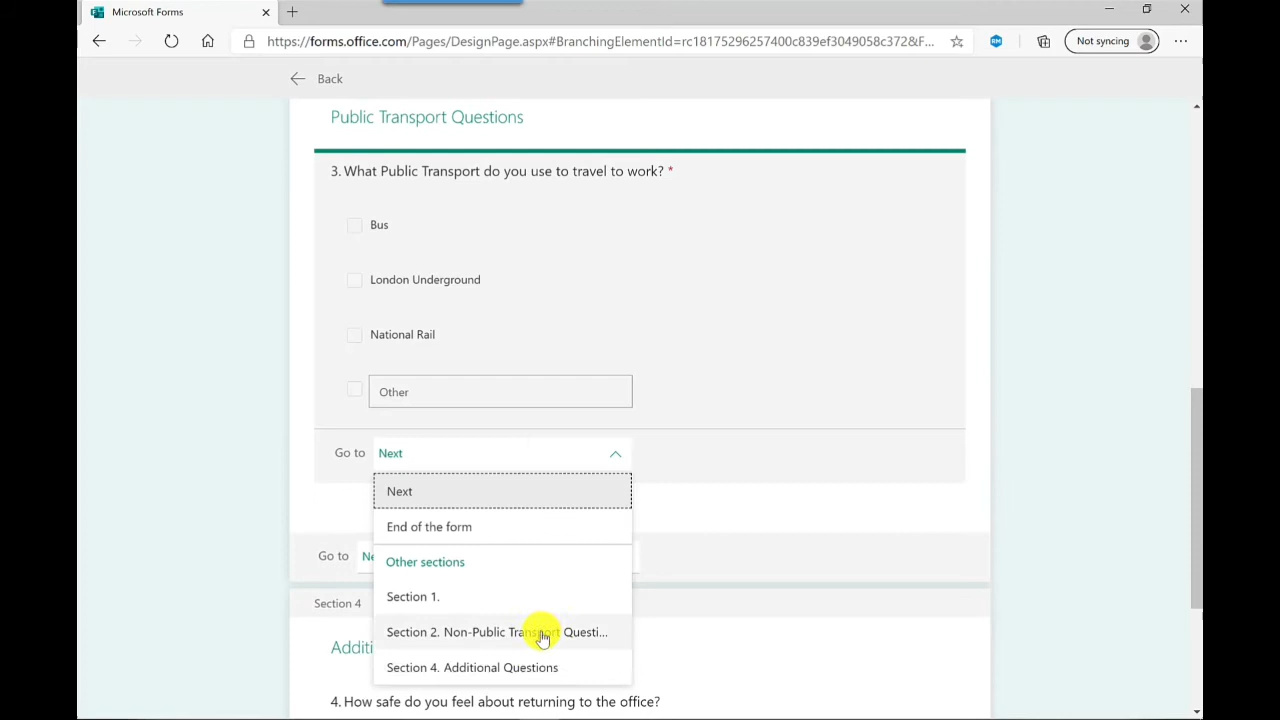 Microsoft Forms
https://forms.office.com/Pages/DesignPage.aspx#BranchingElementId=rc18175296257400c839ef3049058c372&F...
RM
Not syncing
Back
Public Transport Questions
3. What Public Transport do you use to travel to work? *
Bus
London Underground
National Rail
Other
Go to Next
Next
End of the form
Go to Ne
Other sections
Section 1.
Section 4
Section 2. Non-Public Transport Questi...
Additi
Section 4. Additional Questions
4. How safe do you feel about returning to the office?